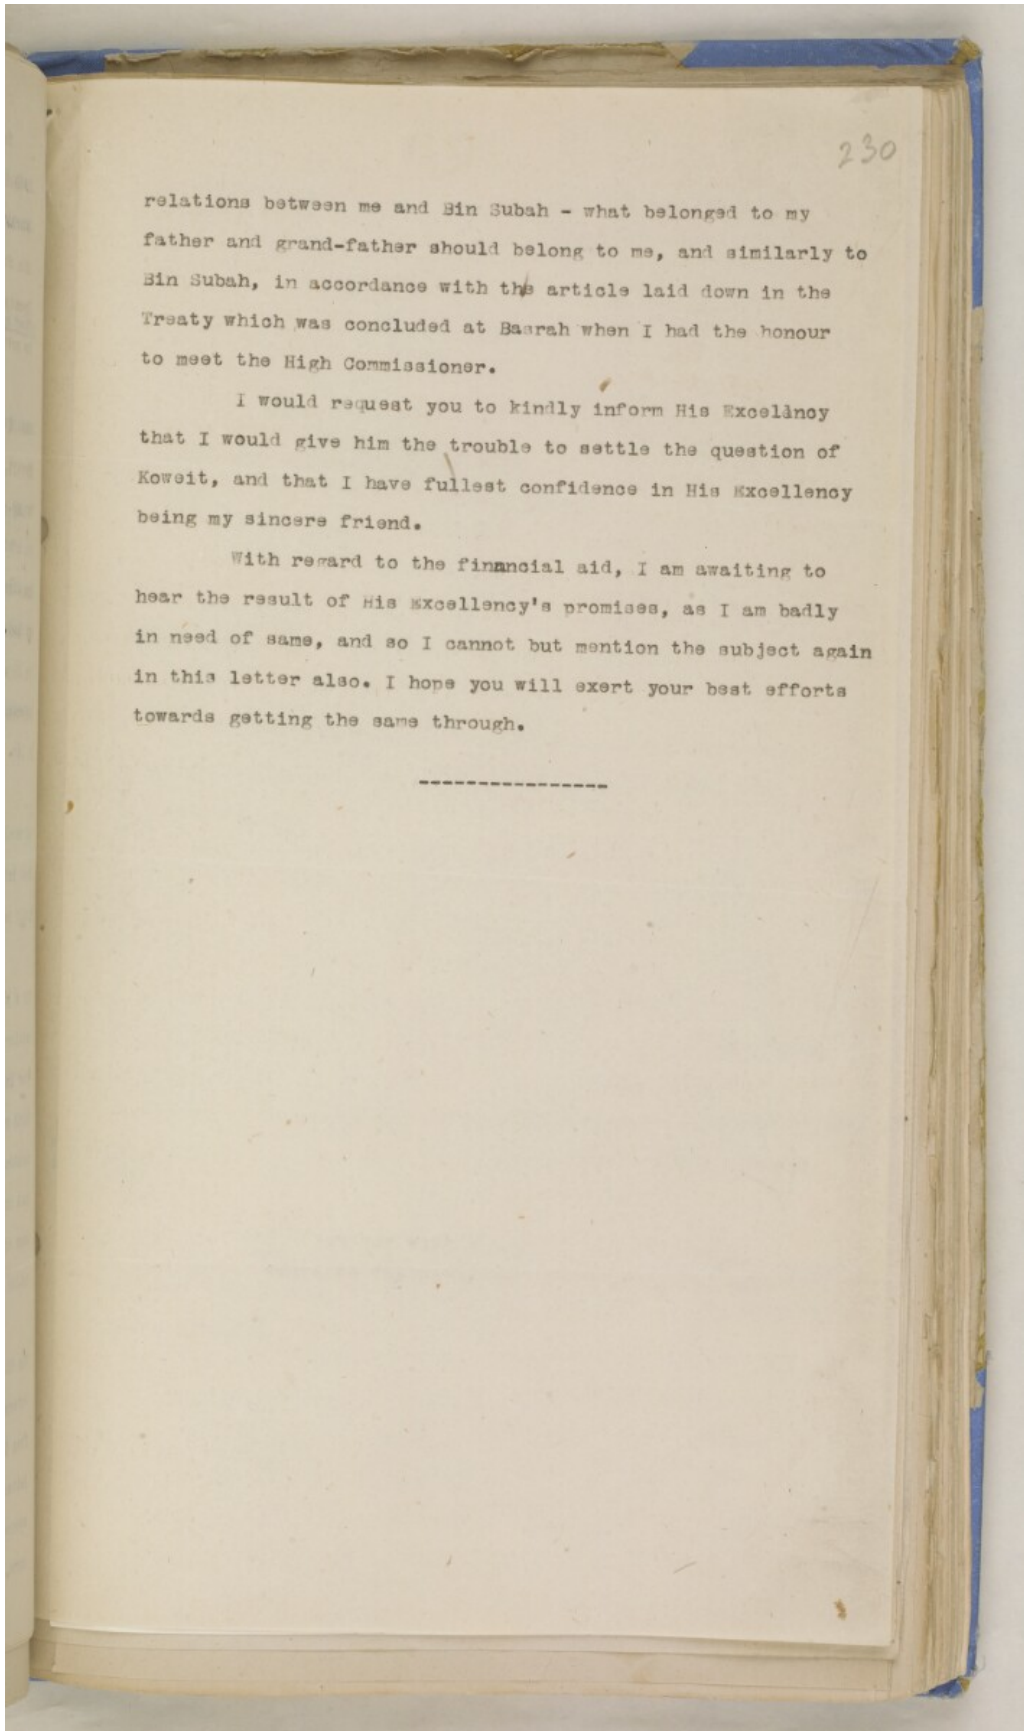 230
relations between me and Bin Subah - what belonged to my
father and grand-father should belong to me, and similarly to
Bin Subah, in accordance with the article laid down in the
Treaty which was concluded at Basrah when I had the honour
to meet the High Commissioner.
I would request you to kindly inform His Excelàncy
that I would give him the trouble to settle the question of
Koweit, and that I have fullest confidence in His Excellency
being my sincere friend.
With regard to the financial aid, I am awaiting to
hear the result of His Excellency's promises, as I am badly
in need of same, and so I cannot but mention the subject again
in this letter also. I hope you will exert your best efforts
towards getting the same through.
----------------